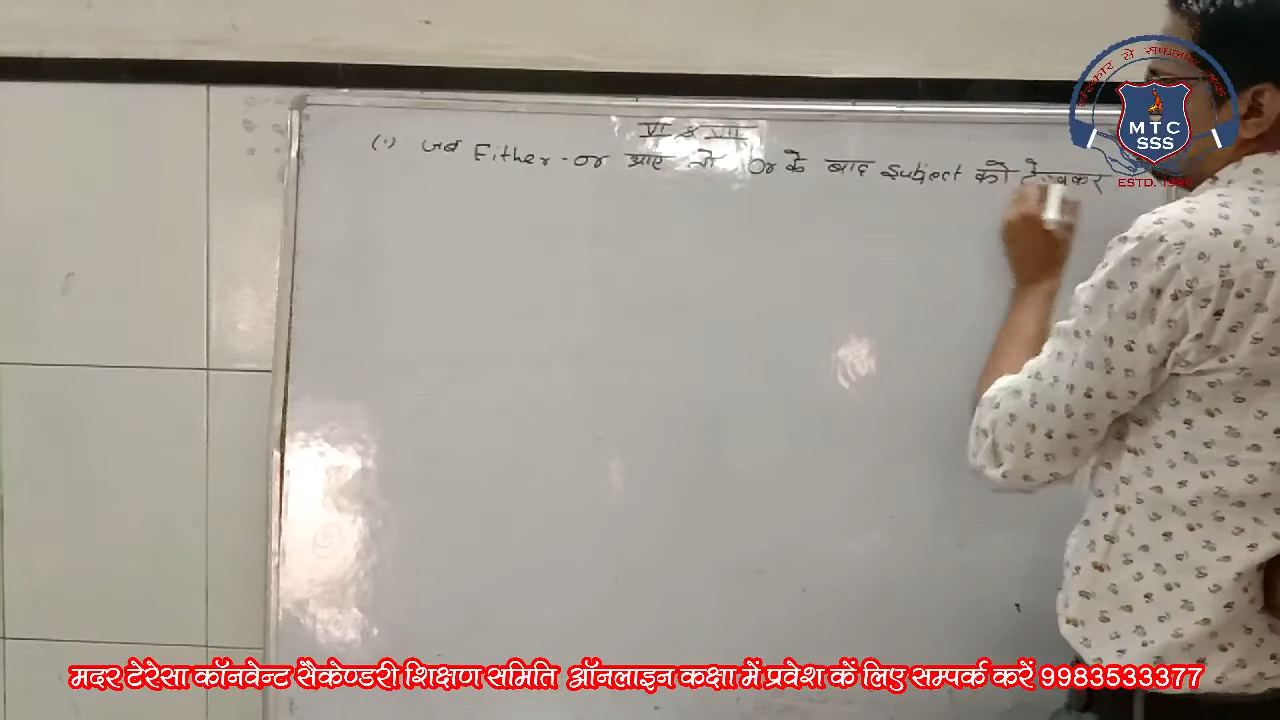 VI & VII
(1) जब Either-or आए तो or के बाद Subject को देखकर
MTC
SSS
ESTD. 
मदर टेरेसा कॉनवेन्ट सैकेण्डरी शिक्षण समिति ऑनलाइन कक्षा में प्रवेश कें लिए सम्पर्क करें 9983533377